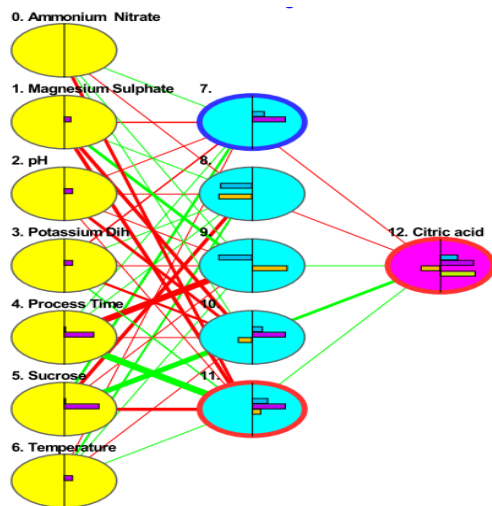 0. Ammonium Nitrate
1. Magnesium Sulphate
7.
2. pH
8.
3. Potassium Dih
9.
12. Citric acid
4. Process Time
10.
5. Sucrose
11.
6. Temperature